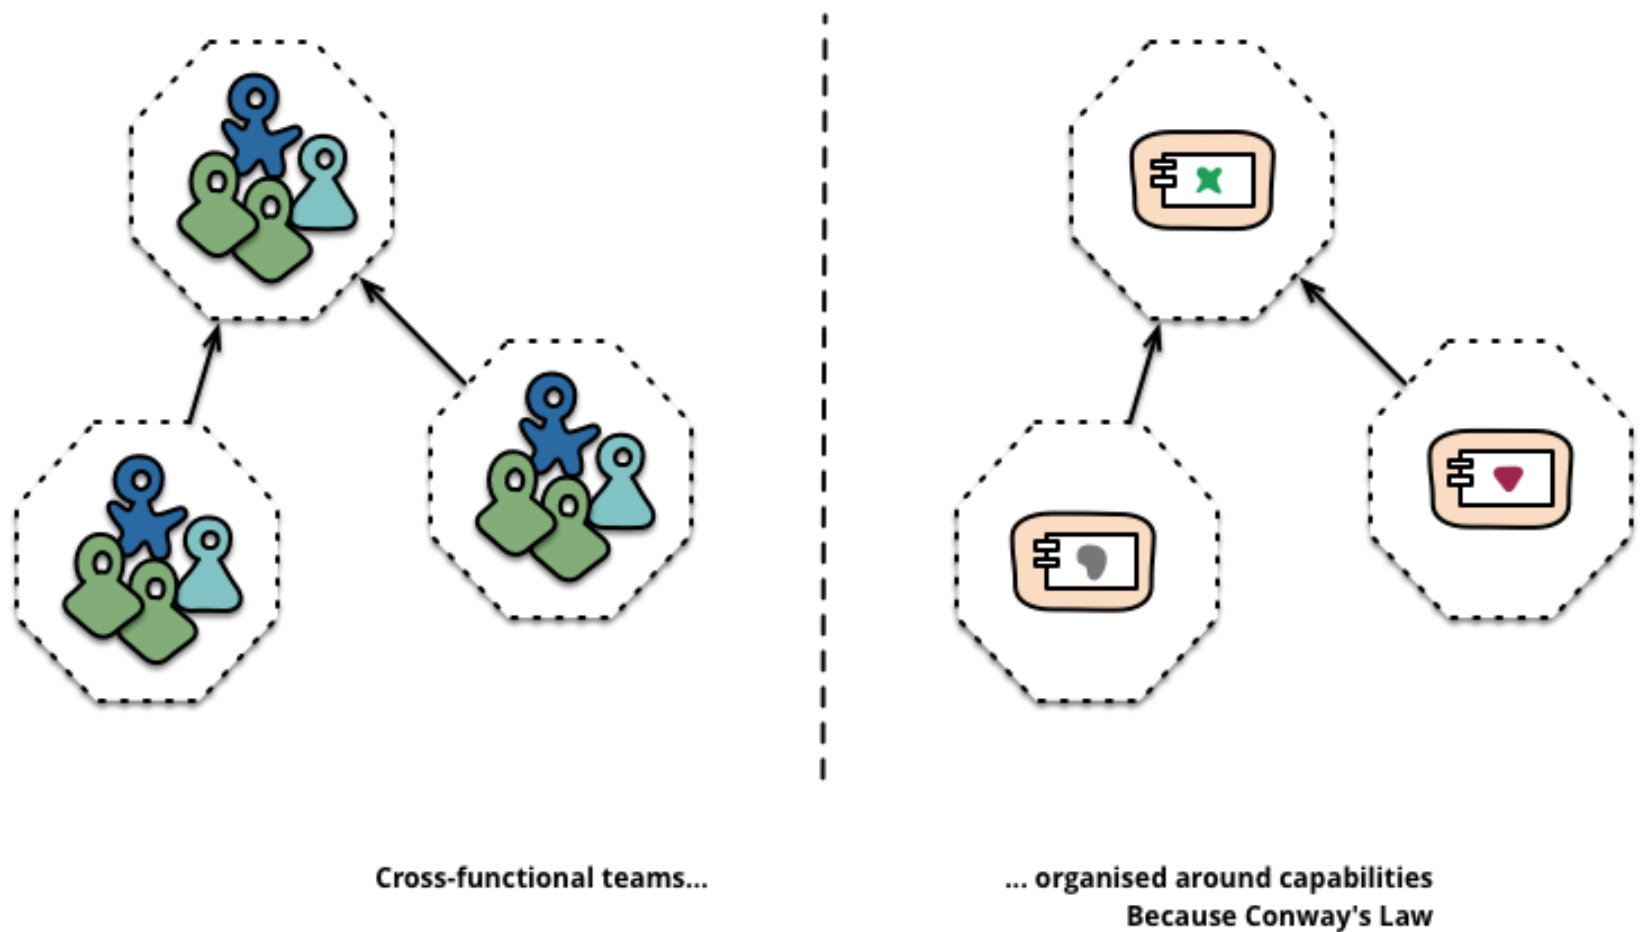 Cross-functional teams...
... organised around capabilities
Because Conway's Law